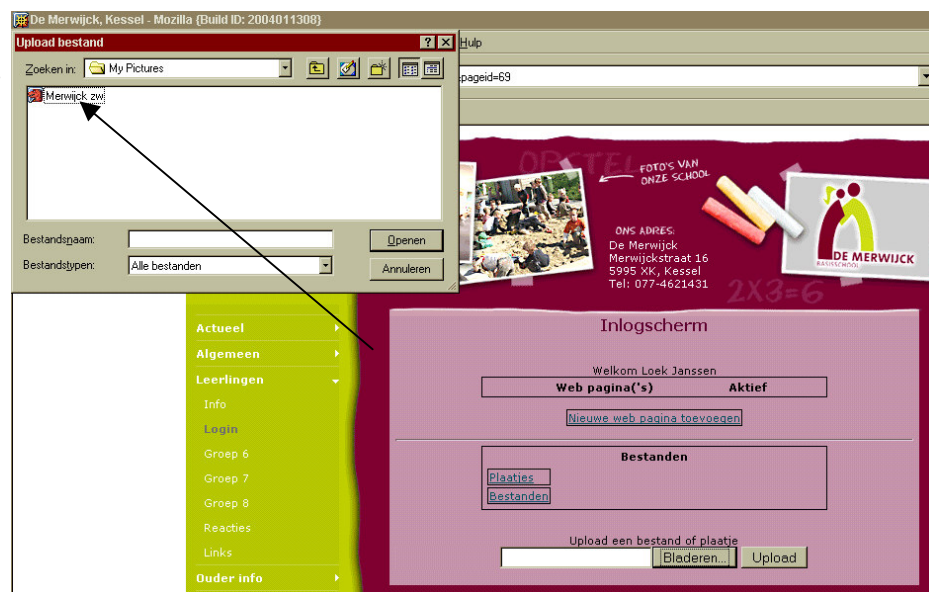 De Merwijck, Kessel - Mozilla {Build ID: 2004011308}
Upload bestand
Hulp
Zoeken in:
My Pictures
pageid=69
Merwijck zw
Bestandsnaam:
Openen
Bestandstypen:
Alle bestanden
Annuleren
OPSTEL
FOTO'S VAN
ONZE SCHOOL
ONS ADRES:
De Merwijck
Merwijckstraat 16
5995 XK, Kessel
Tel: 077-4621431
2X3=6
DE MERWIJCK
BASISSCHOOL
Actueel
Algemeen
Leerlingen
Info
Login
Groep 6
Groep 7
Groep 8
Reacties
Links
Ouder info
Inlogscherm
Welkom Loek Janssen
Web pagina('s) Aktief
Nieuwe web pagina toevoegen
Bestanden
Plaatjes
Bestanden
Upload een bestand of plaatje
Bladeren...
Upload